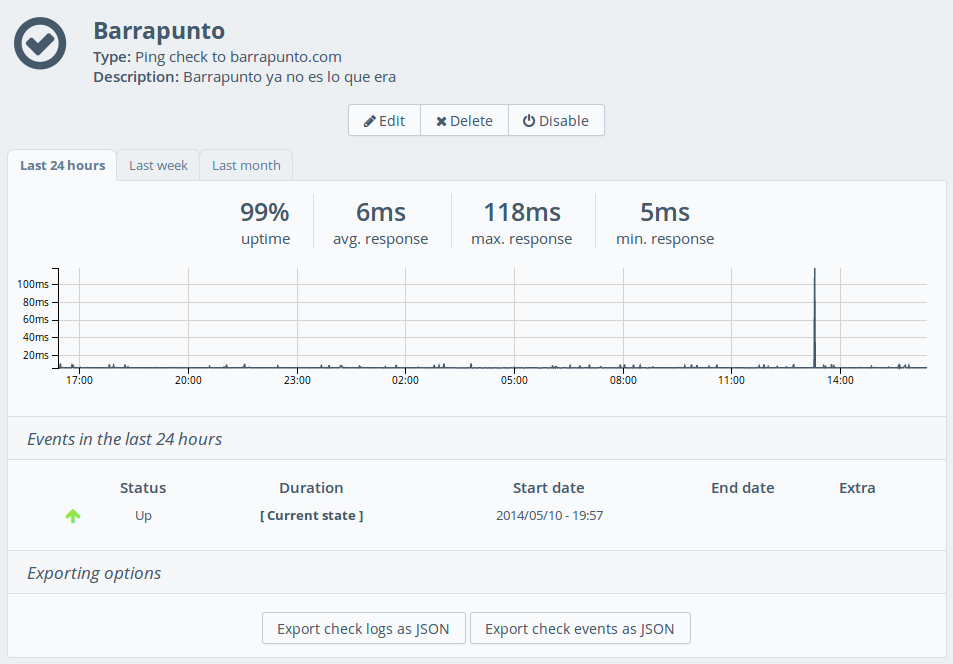 Barrapunto
Type: Ping check to barrapunto.com
Description: Barrapunto ya no es lo que era
Edit Delete Disable
Last 24 hours Last week Last month
99% 6ms 118ms 5ms
uptime avg. response max. response min. response
100ms
80ms
60ms
40ms
20ms
17:00 20:00 23:00 02:00 05:00 08:00 11:00 14:00
Events in the last 24 hours
Status Duration Start date End date Extra
Up [ Current state ] 2014/05/10 - 19:57
Exporting options
Export check logs as JSON Export check events as JSON